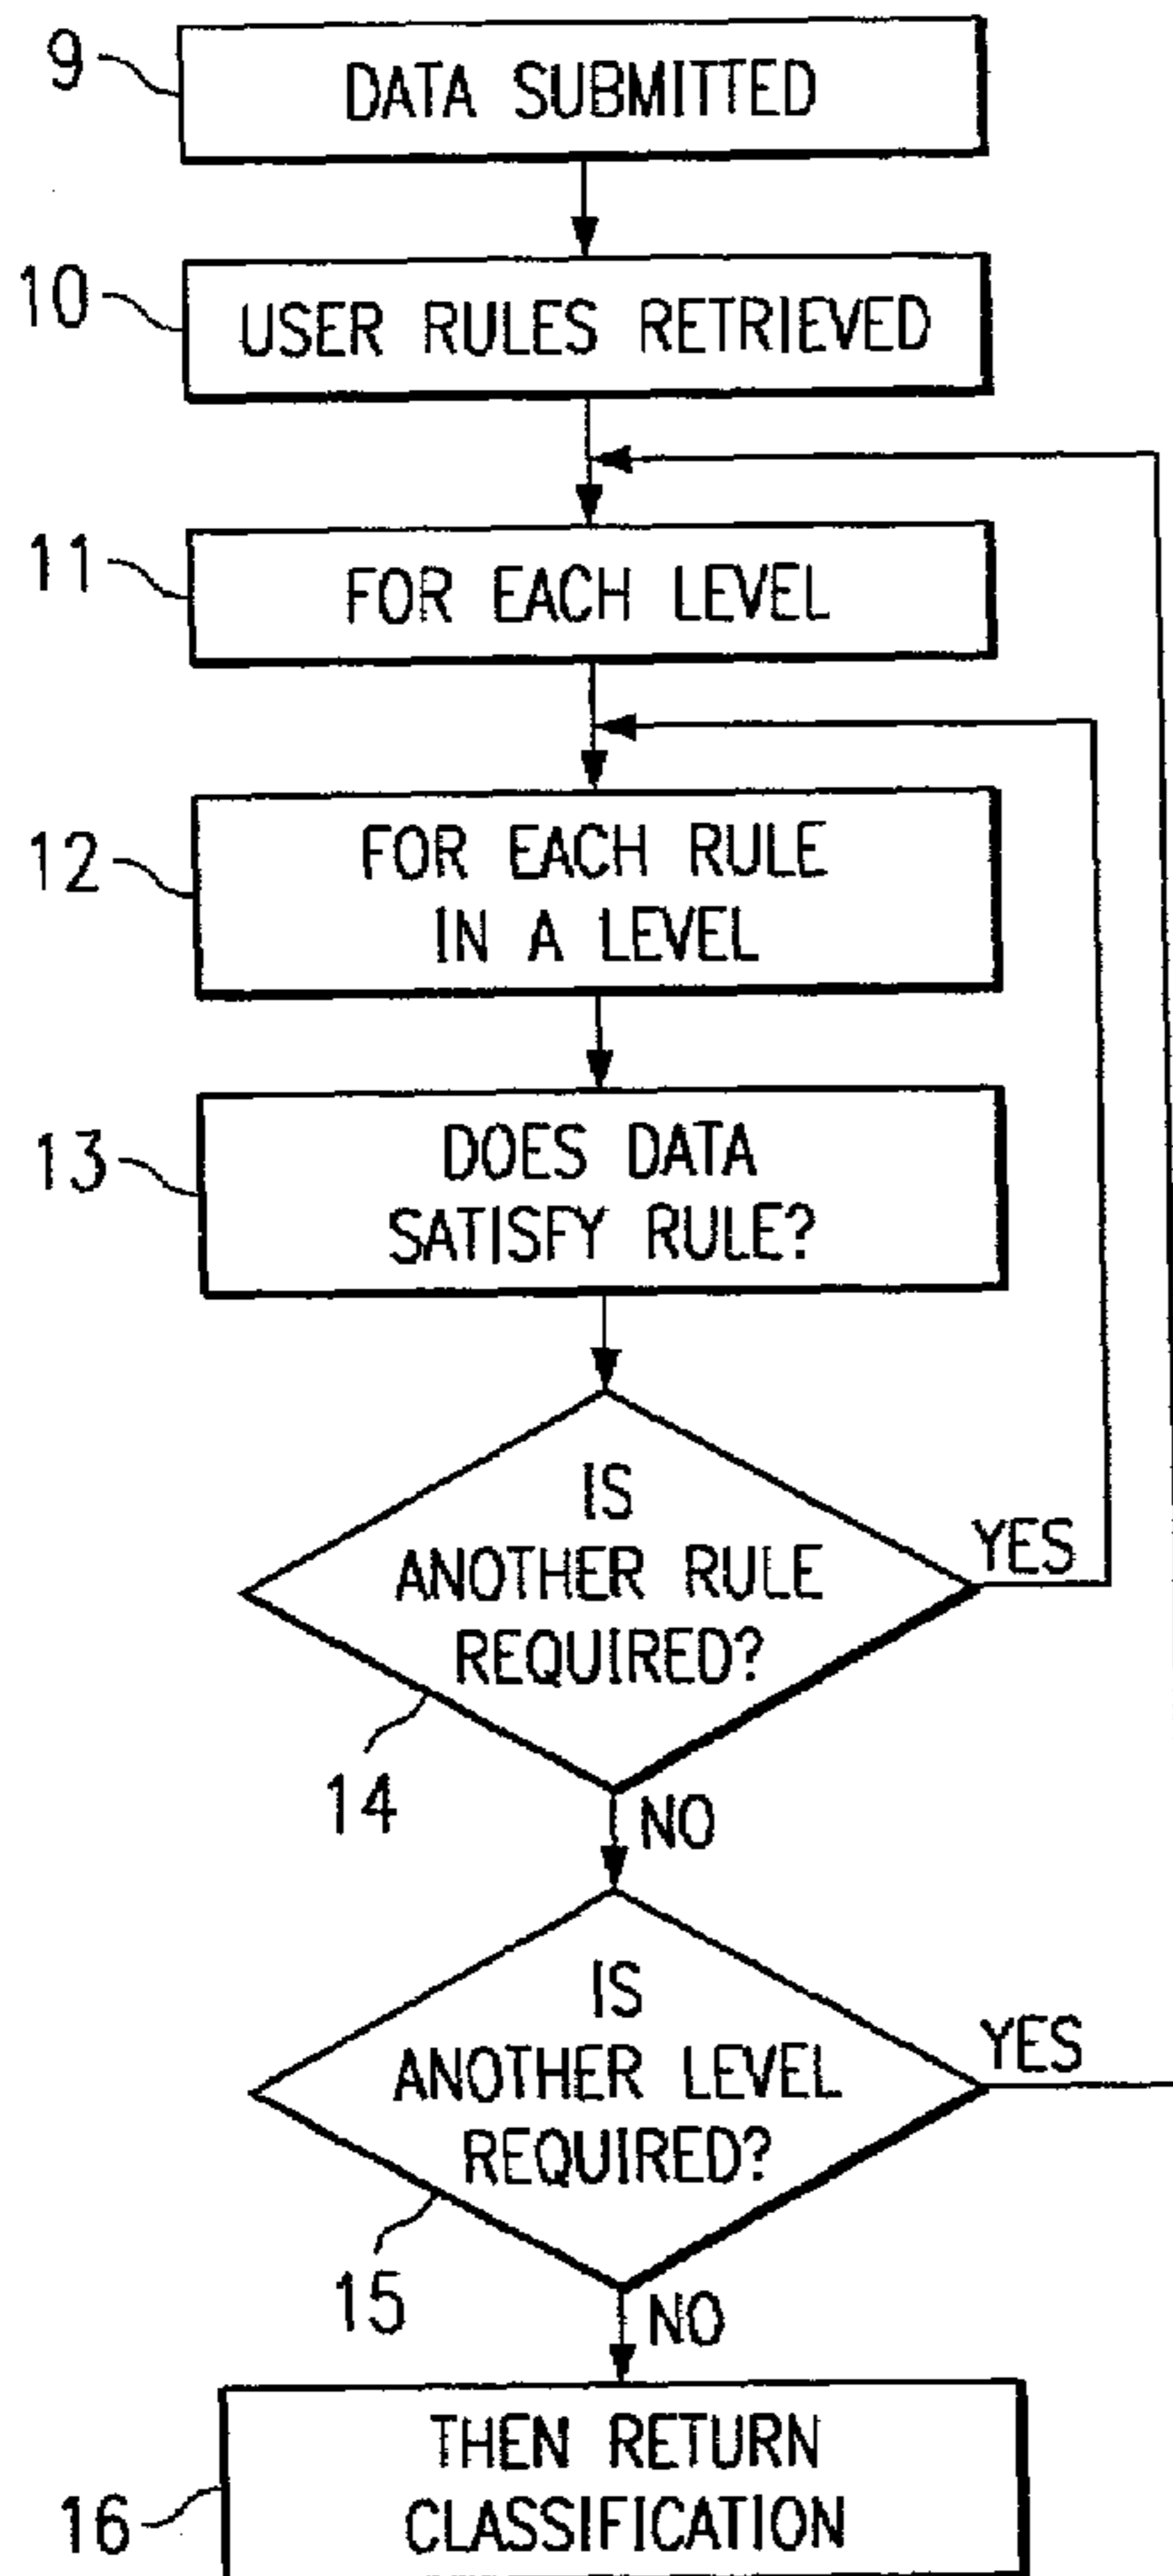 9
DATA SUBMITTED
10
USER RULES RETRIEVED
11
FOR EACH LEVEL
12
FOR EACH RULE
IN A LEVEL
13
DOES DATA
SATISFY RULE?
IS
ANOTHER RULE
REQUIRED?
YES
14
NO
IS
ANOTHER LEVEL
REQUIRED?
YES
15
NO
THEN RETURN
CLASSIFICATION
16